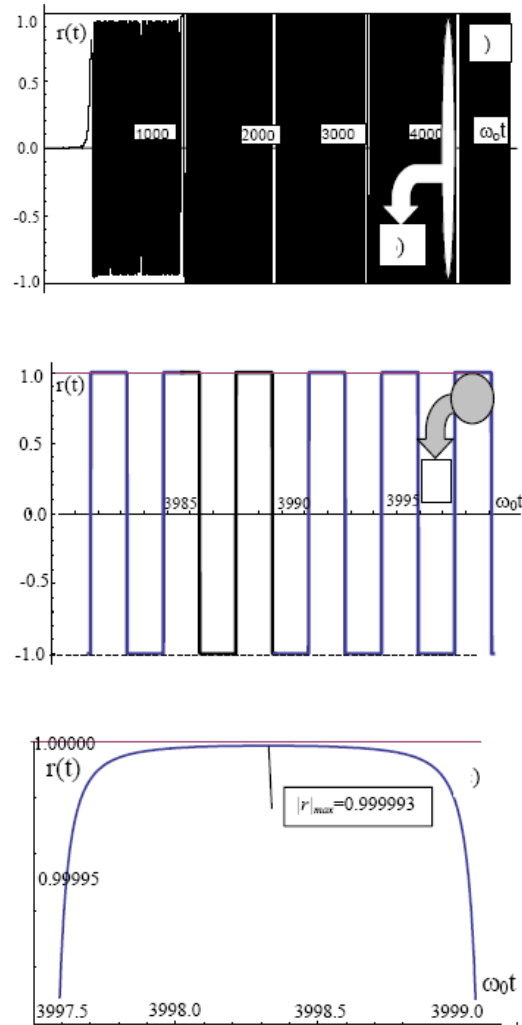 1.0 r(t) )
0.5
1000 2000 3000 4000 ω₀t
0.0
-0.5
)
-1.0
1.0 r(t)
0.5
3985 3990 3995 ω₀t
0.0
-0.5
-1.0
1.00000
r(t) )
|r|max=0.999993
0.99995
ω₀t
3997.5 3998.0 3998.5 3999.0